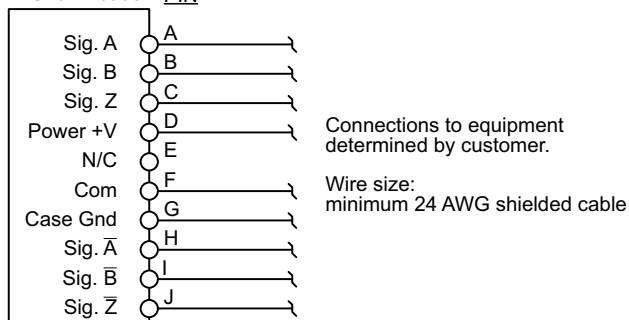 PIN
Sig. A A
Sig. B B
Sig. Z C
Power +V D
N/C E
Com F
Case Gnd G
Sig. A̅ H
Sig. B̅ I
Sig. Z̅ J
Connections to equipment
determined by customer.
Wire size:
minimum 24 AWG shielded cable